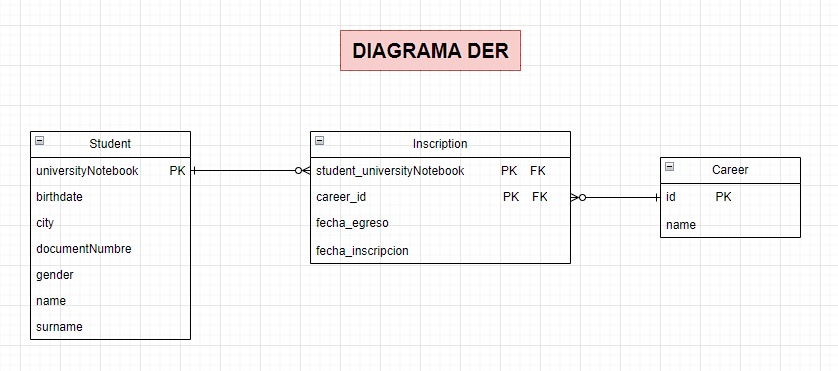 DIAGRAMA DER
Student
universityNotebook PK
birthdate
city
documentNumbre
gender
name
surname
Inscription
student_universityNotebook PK FK
career_id PK FK
fecha_egreso
fecha_inscripcion
Career
id PK
name